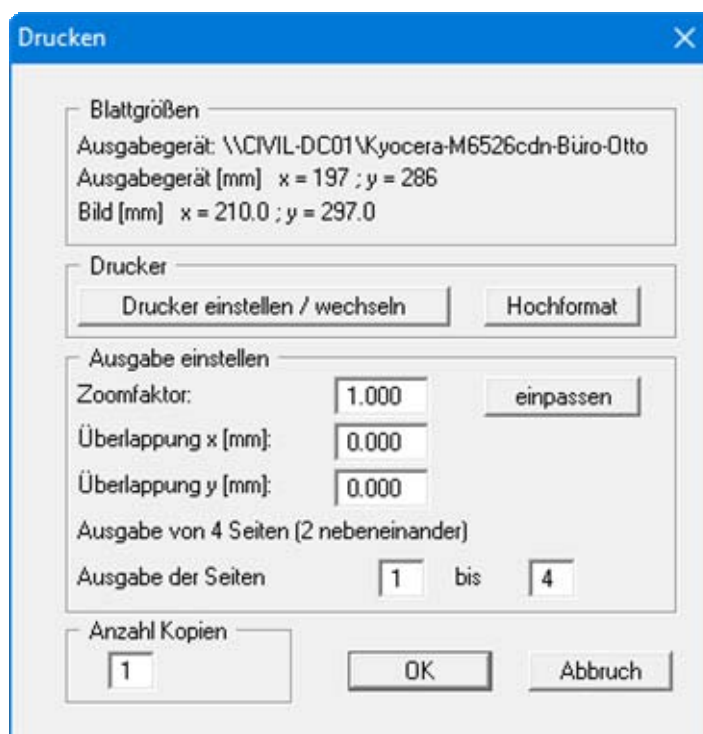 Drucken
Blattgrößen
Ausgabegerät: \\CIVIL-DC01\Kyocera-M6526cdn-Büro-Otto
Ausgabegerät [mm] x = 197 ; y = 286
Bild [mm] x = 210.0 ; y = 297.0
Drucker
Drucker einstellen / wechseln Hochformat
Ausgabe einstellen
Zoomfaktor: 1.000 einpassen
Überlappung x [mm]: 0.000
Überlappung y [mm]: 0.000
Ausgabe von 4 Seiten (2 nebeneinander)
Ausgabe der Seiten 1 bis 4
Anzahl Kopien
1 OK Abbruch